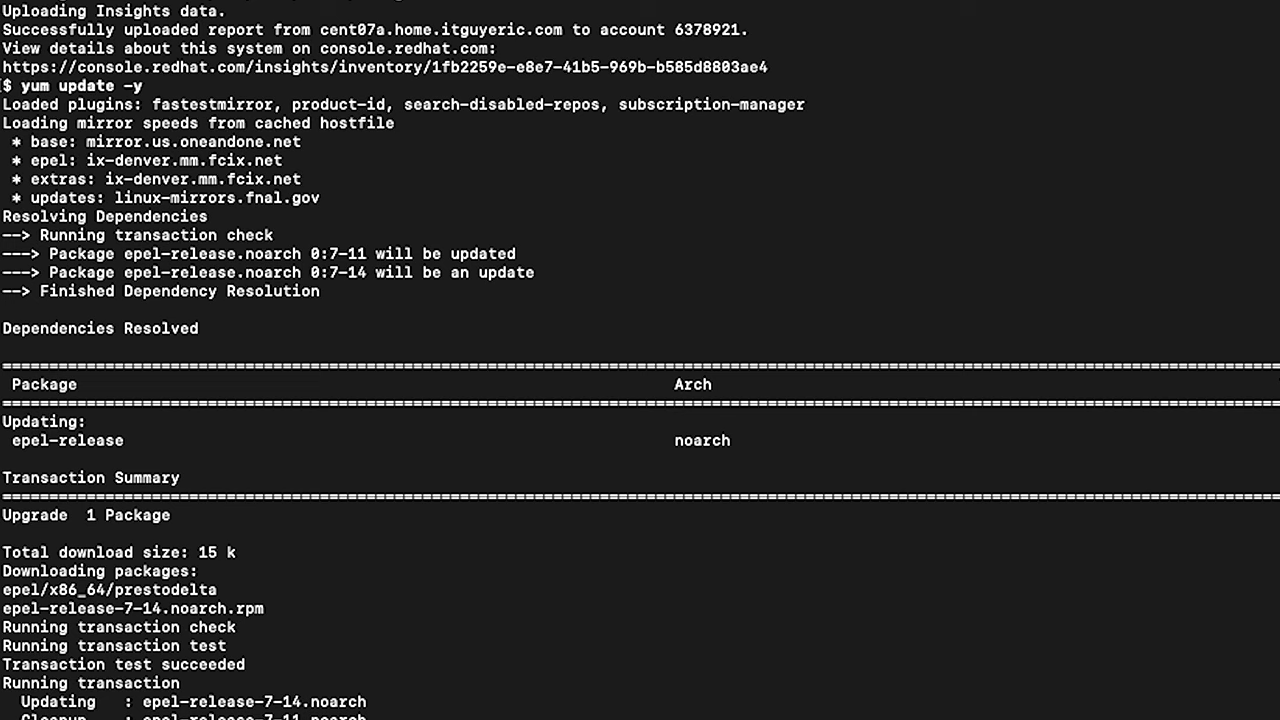 Uploading Insights data.
Successfully uploaded report from cent07a.home.itguyeric.com to account 6378921.
View details about this system on console.redhat.com:
https://console.redhat.com/insights/inventory/1fb2259e-e8e7-41b5-969b-b585d8803ae4
$ yum update -y
Loaded plugins: fastestmirror, product-id, search-disabled-repos, subscription-manager
Loading mirror speeds from cached hostfile
 * base: mirror.us.oneandone.net
 * epel: ix-denver.mm.fcix.net
 * extras: ix-denver.mm.fcix.net
 * updates: linux-mirrors.fnal.gov
Resolving Dependencies
--> Running transaction check
---> Package epel-release.noarch 0:7-11 will be updated
---> Package epel-release.noarch 0:7-14 will be an update
--> Finished Dependency Resolution
Dependencies Resolved
Package Arch
Updating:
epel-release noarch
Transaction Summary
Upgrade  1 Package
Total download size: 15 k
Downloading packages:
epel/x86_64/prestodelta
epel-release-7-14.noarch.rpm
Running transaction check
Running transaction test
Transaction test succeeded
Running transaction
  Updating   : epel-release-7-14.noarch
  Cleanup    : epel-release-7-11.noarch